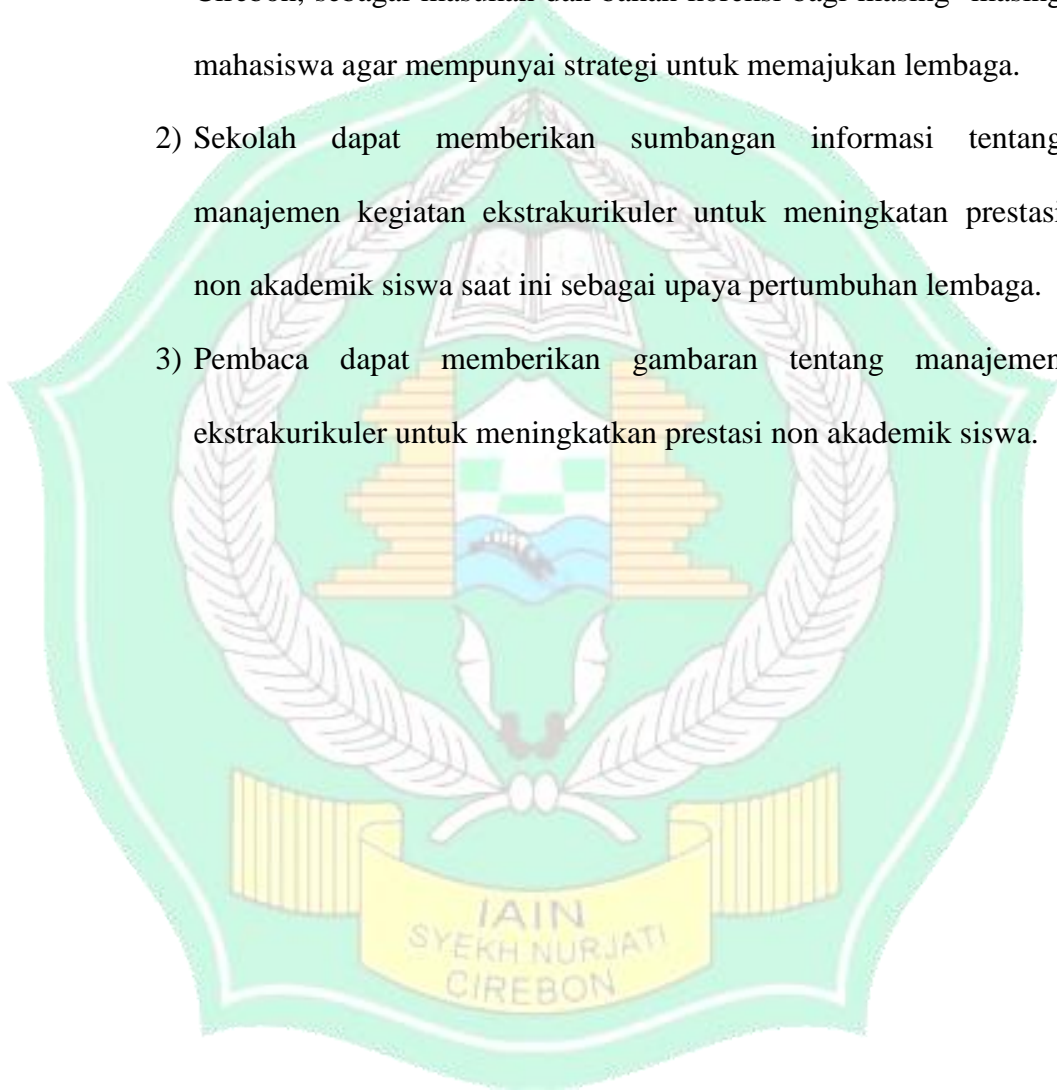 mahasiswa agar mempunyai strategi untuk memajukan lembaga.
2) Sekolah dapat memberikan sumbangan informasi tentang
manajemen kegiatan ekstrakurikuler untuk meningkatan prestasi
non akademik siswa saat ini sebagai upaya pertumbuhan lembaga.
3) Pembaca dapat memberikan gambaran tentang manajemen
ekstrakurikuler untuk meningkatkan prestasi non akademik siswa.
IAIN
SYEKH NURJATI
CIREBON